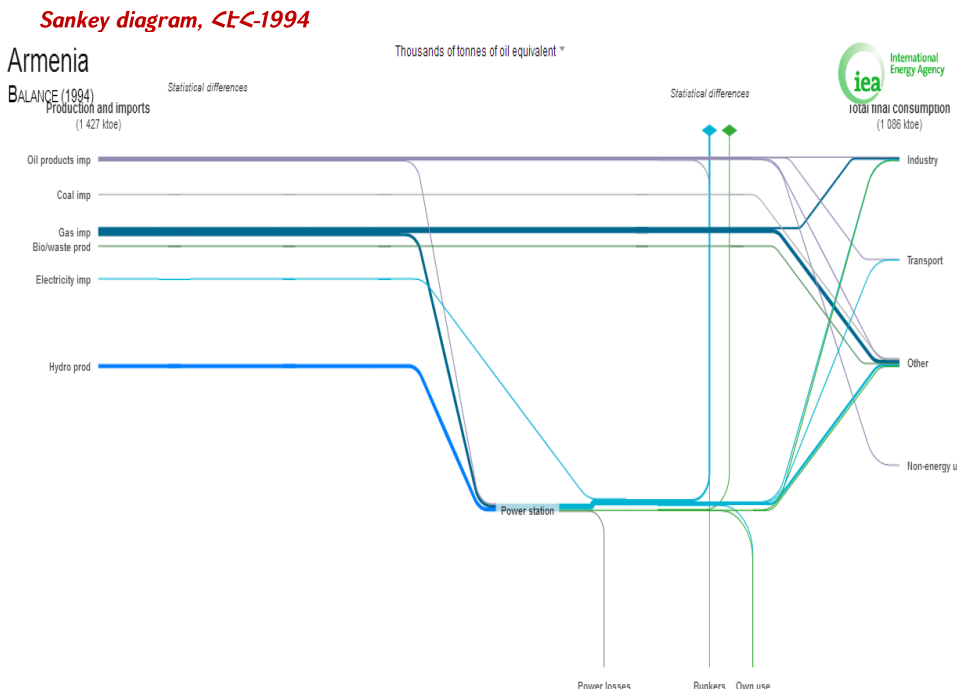 Sankey diagram, ՀԷՀ-1994
Thousands of tonnes of oil equivalent
Armenia
BALANCE (1994)
International
Energy Agency
iea
Statistical differences
Statistical differences
Production and imports
(1 427 ktoe)
Total final consumption
(1 086 ktoe)
Oil products imp
Industry
Coal imp
Gas imp
Bio/waste prod
Transport
Electricity imp
Hydro prod
Other
Non-energy u
Power station
Power losses
Bunkers
Own use